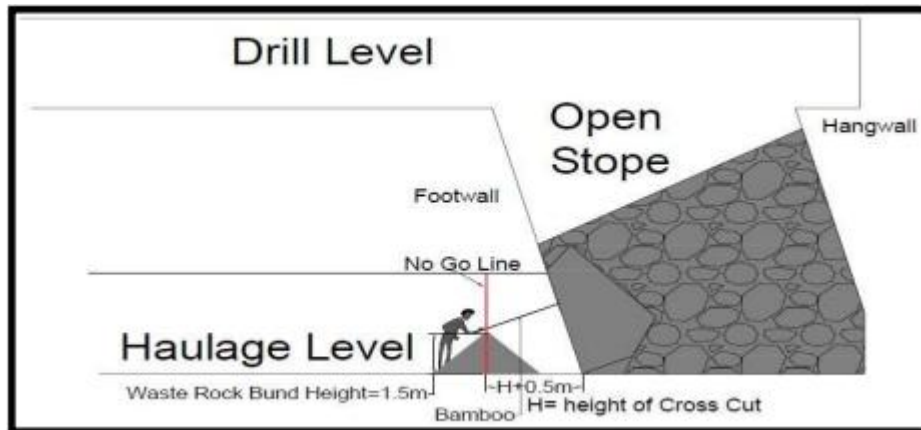 Drill Level
Open
Stope
Hangwall
Footwall
No Go Line
Haulage Level
Waste Rock Bund Height=1.5m
~H+0.5m
Bamboo
H= height of Cross Cut